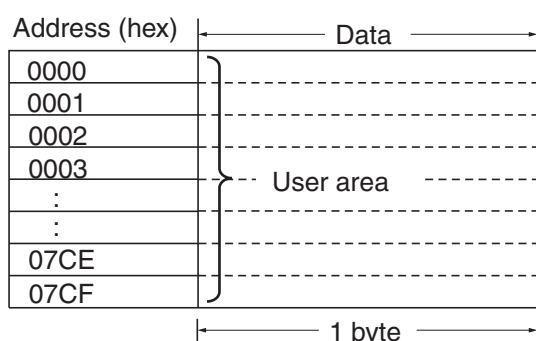 Address (hex) Data
0000
0001
0002
0003
User area
:
:
07CE
07CF
1 byte